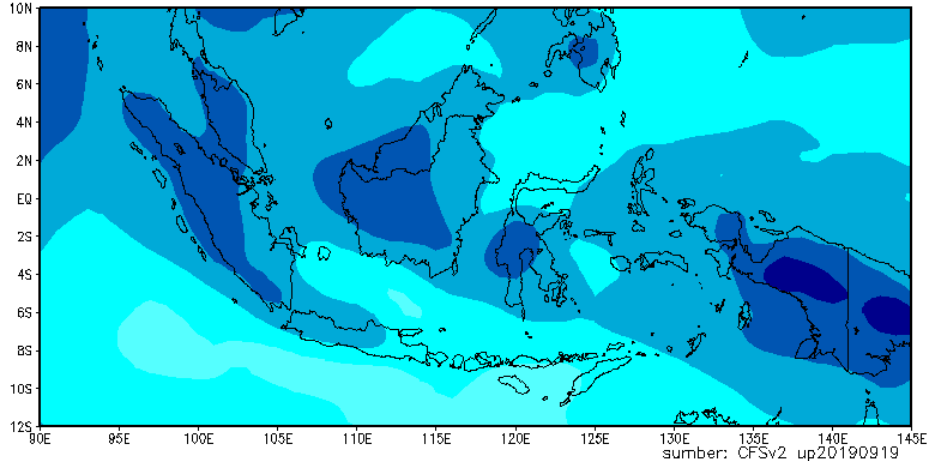 10N
8N
6N
4N
2N
EQ
2S
4S
6S
8S
10S
12S
90E 95E 100E 105E 110E 115E 120E 125E 130E 135E 140E 145E
sumber: CFSv2 up20190919